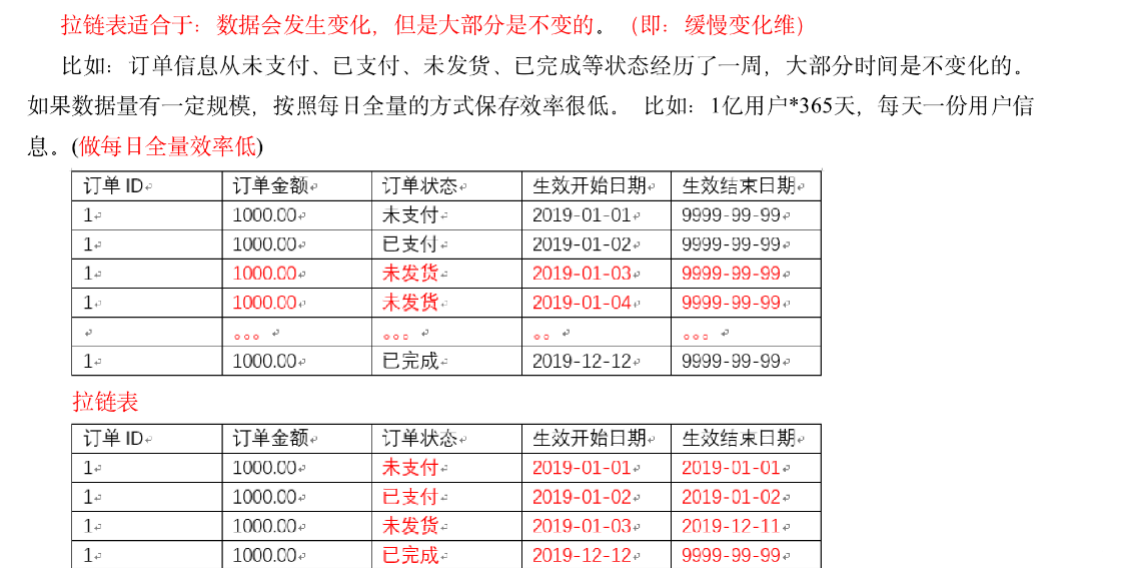 拉链表适合于：数据会发生变化，但是大部分是不变的。（即：缓慢变化维）
比如：订单信息从未支付、已支付、未发货、已完成等状态经历了一周，大部分时间是不变化的。
如果数据量有一定规模，按照每日全量的方式保存效率很低。 比如：1亿用户*365天，每天一份用户信
息。(做每日全量效率低)
订单 ID 订单金额 订单状态 生效开始日期 生效结束日期
1 1000.00 未支付 2019-01-01 9999-99-99
1 1000.00 已支付 2019-01-02 9999-99-99
1 1000.00 未发货 2019-01-03 9999-99-99
1 1000.00 未发货 2019-01-04 9999-99-99
。。。 。。。 。。 。。。
1 1000.00 已完成 2019-12-12 9999-99-99
拉链表
订单 ID 订单金额 订单状态 生效开始日期 生效结束日期
1 1000.00 未支付 2019-01-01 2019-01-01
1 1000.00 已支付 2019-01-02 2019-01-02
1 1000.00 未发货 2019-01-03 2019-12-11
1 1000.00 已完成 2019-12-12 9999-99-99